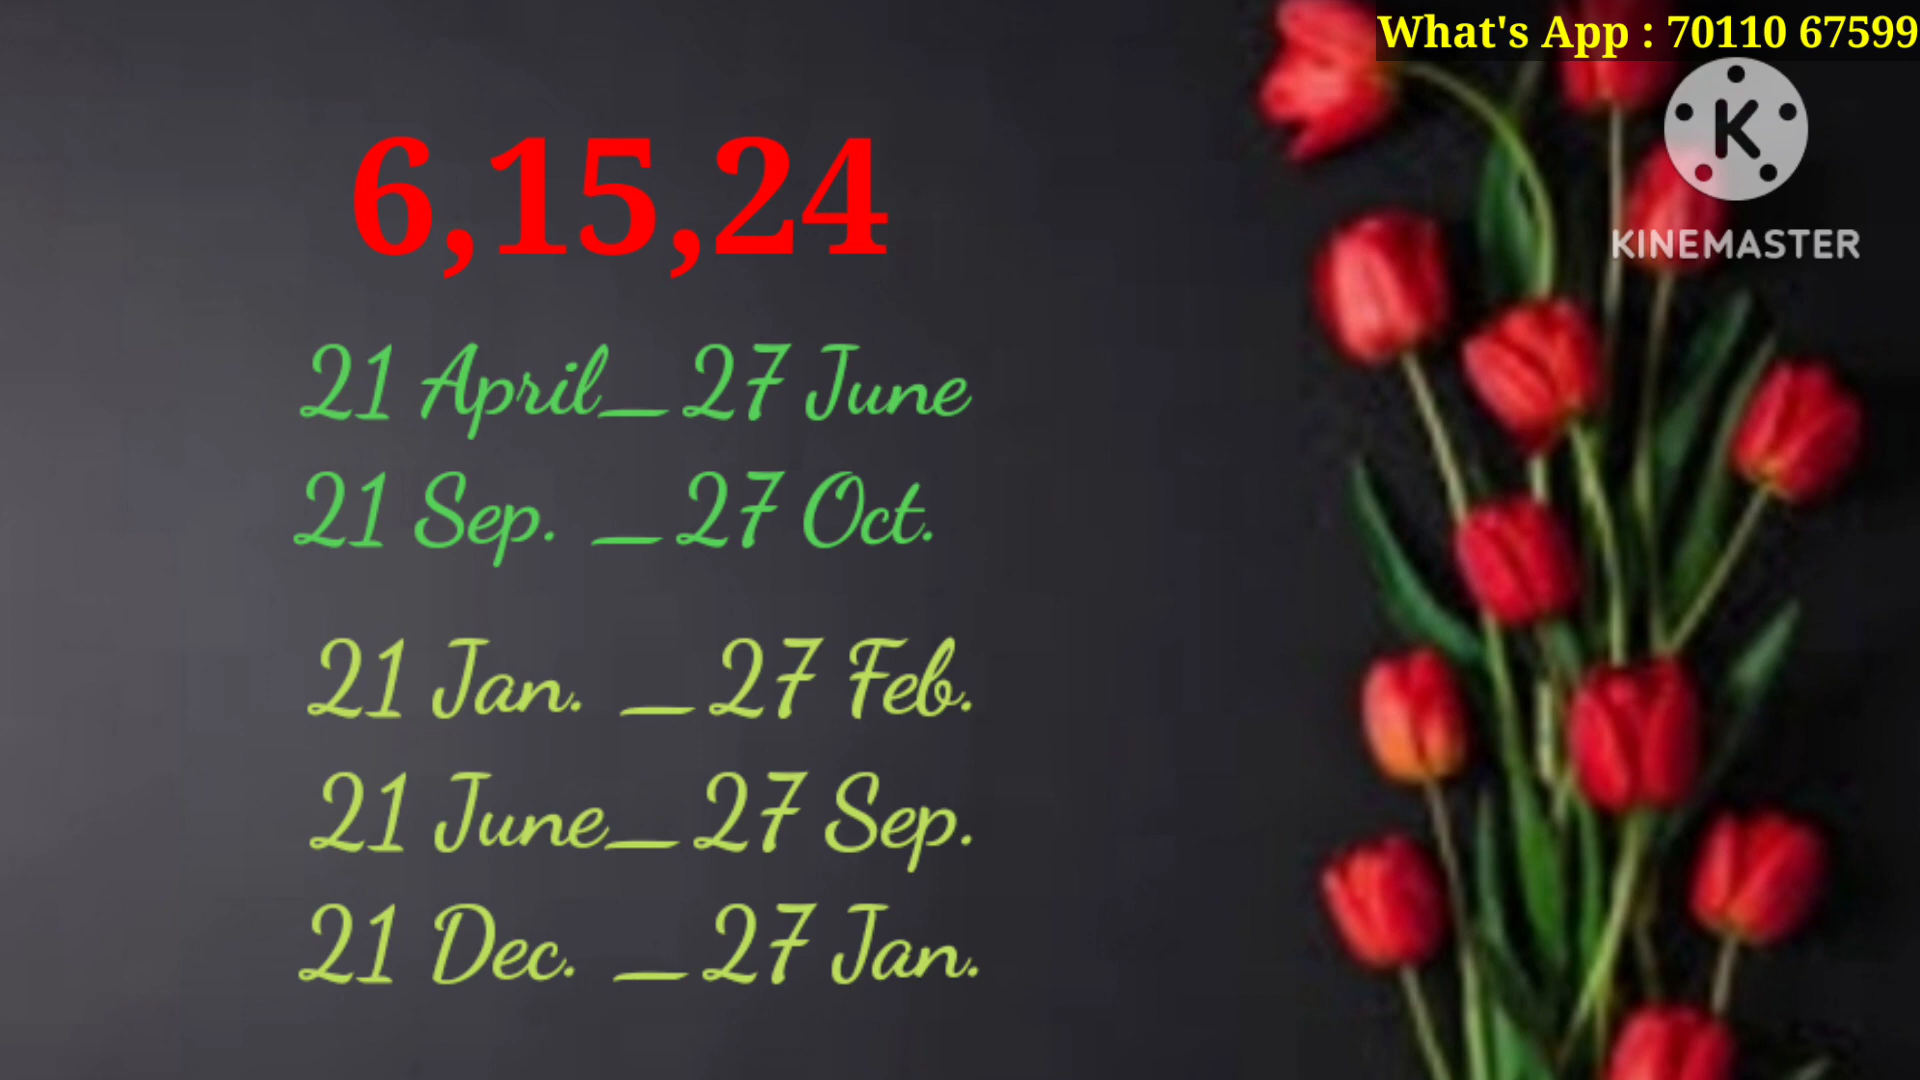 What's App : 70110 67599
KINEMASTER
6,15,24
21 April_27 June
21 Sep. _27 Oct.
21 Jan. _27 Feb.
21 June_27 Sep.
21 Dec. _27 Jan.